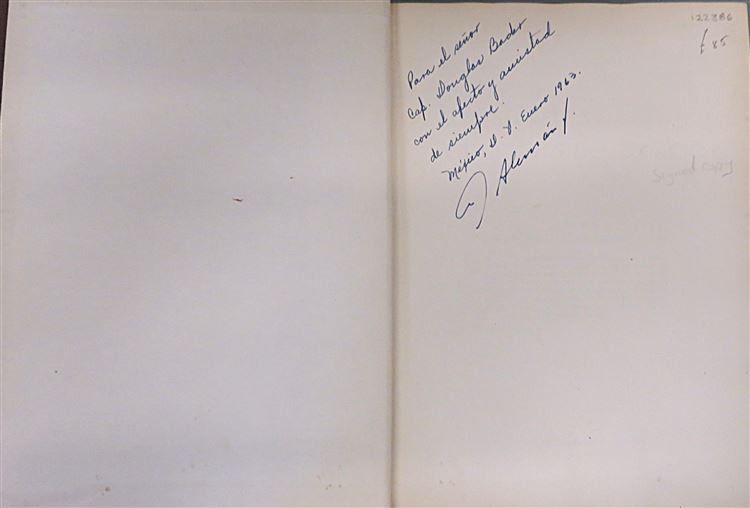 122386
£85
Para el señor
Cap. Douglas Bader
con el afecto y amistad
de siempre.
México, D. F. Enero 1963.
Alemán V.
Signed copy